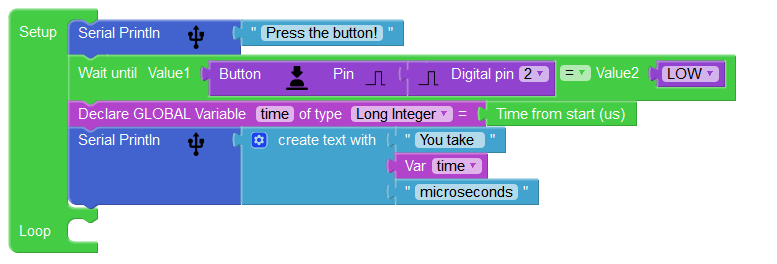 Setup Serial Println " Press the button! "
Wait until Value1 Button Pin Digital pin 2 = Value2 LOW
Declare GLOBAL Variable time of type Long Integer = Time from start (us)
Serial Println create text with " You take "
Var time
" microseconds "
Loop